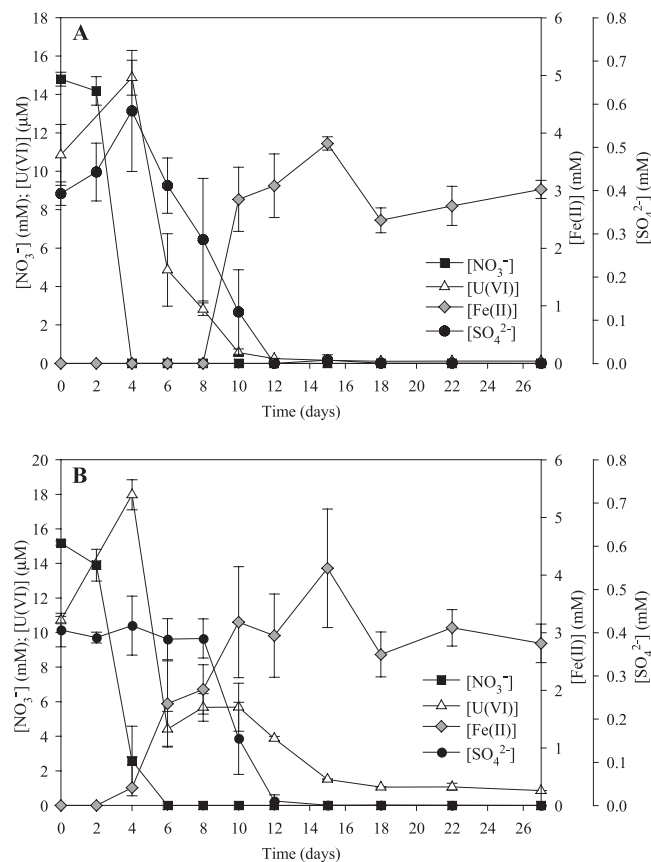 A
18
16
14
12
10
8
6
4
2
0
[NO₃⁻] (mM); [U(VI)] (µM)
6
5
4
3
2
1
0
[Fe(II)] (mM)
0.8
0.7
0.6
0.5
0.4
0.3
0.2
0.1
0.0
[SO₄²⁻] (mM)
[NO₃⁻]
[U(VI)]
[Fe(II)]
[SO₄²⁻]
0 2 4 6 8 10 12 14 16 18 20 22 24 26
Time (days)
B
20
18
16
14
12
10
8
6
4
2
0
[NO₃⁻] (mM); [U(VI)] (µM)
6
5
4
3
2
1
0
[Fe(II)] (mM)
0.8
0.7
0.6
0.5
0.4
0.3
0.2
0.1
0.0
[SO₄²⁻] (mM)
[NO₃⁻]
[U(VI)]
[Fe(II)]
[SO₄²⁻]
0 2 4 6 8 10 12 14 16 18 20 22 24 26
Time (days)